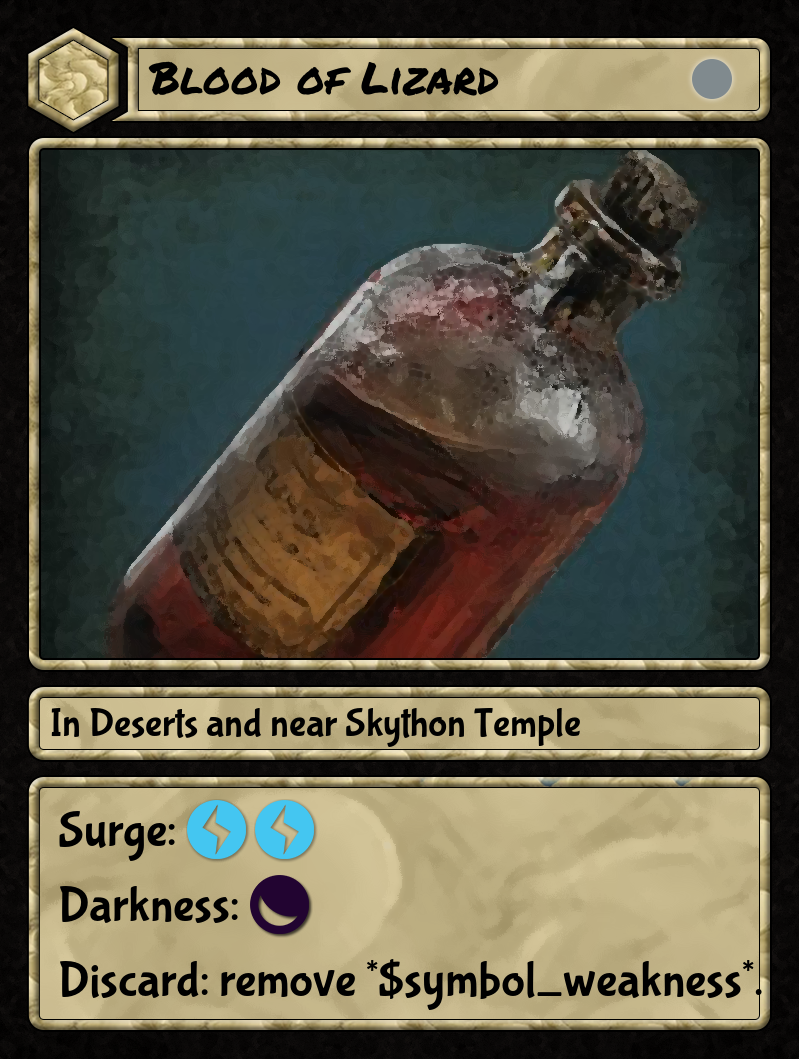 Blood of Lizard
In Deserts and near Skython Temple
Surge:
Darkness:
Discard: remove *$symbol_weakness*.